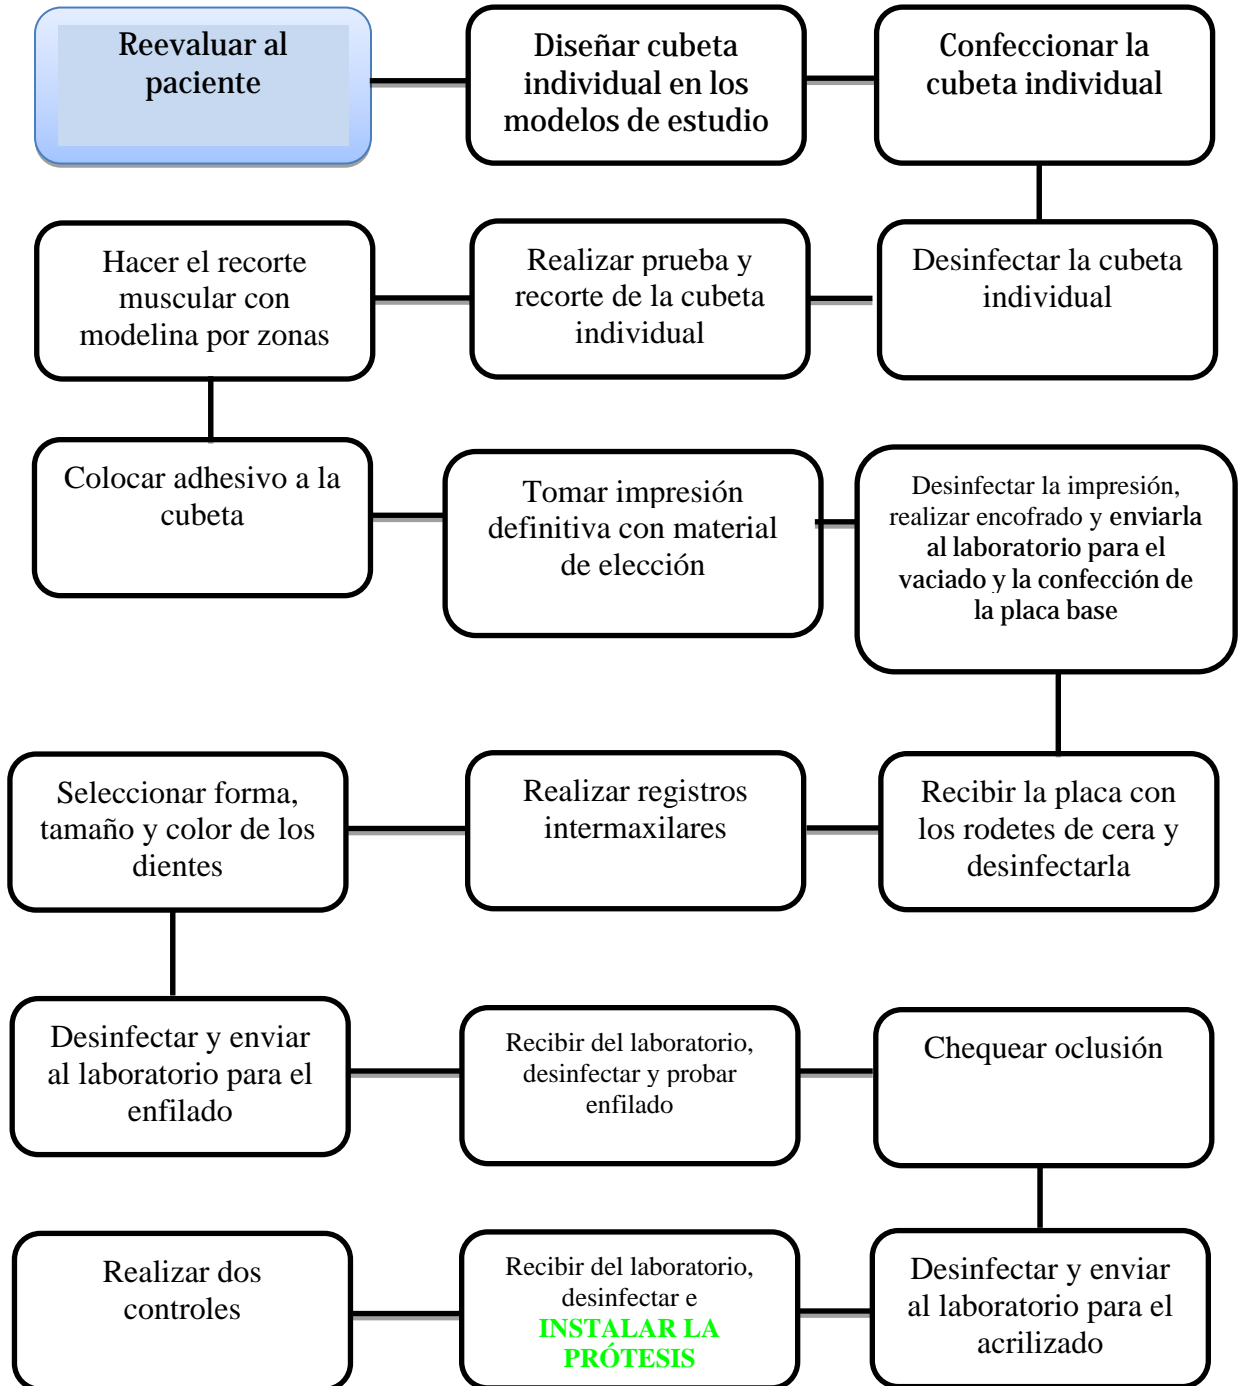 Reevaluar al
paciente
Diseñar cubeta
individual en los
modelos de estudio
Confeccionar la
cubeta individual
Desinfectar la cubeta
individual
Realizar prueba y
recorte de la cubeta
individual
Hacer el recorte
muscular con
modelina por zonas
Colocar adhesivo a la
cubeta
Tomar impresión
definitiva con material
de elección
Desinfectar la impresión,
realizar encofrado y enviarla
al laboratorio para el
vaciado y la confección de
la placa base
Recibir la placa con
los rodetes de cera y
desinfectarla
Realizar registros
intermaxilares
Seleccionar forma,
tamaño y color de los
dientes
Desinfectar y enviar
al laboratorio para el
enfilado
Recibir del laboratorio,
desinfectar y probar
enfilado
Chequear oclusión
Desinfectar y enviar
al laboratorio para el
acrilizado
Recibir del laboratorio,
desinfectar e
INSTALAR LA
PRÓTESIS
Realizar dos
controles